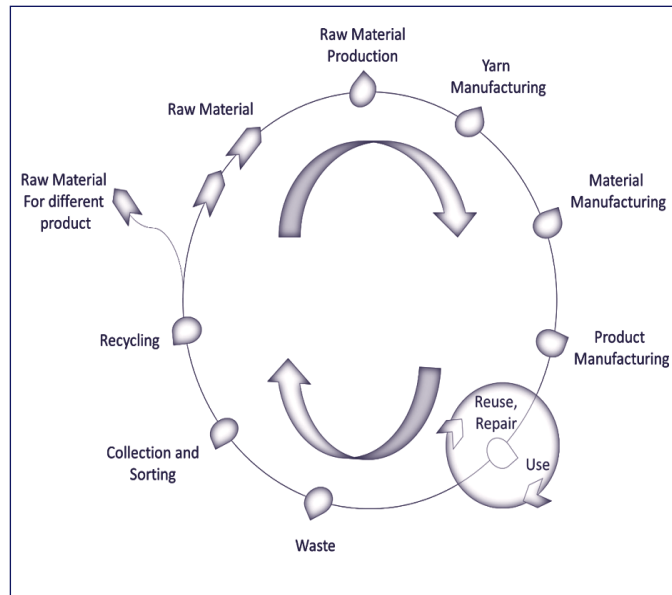 Raw Material
Production
Yarn
Manufacturing
Material
Manufacturing
Product
Manufacturing
Reuse,
Repair
Use
Waste
Collection and
Sorting
Recycling
Raw Material
For different
product
Raw Material